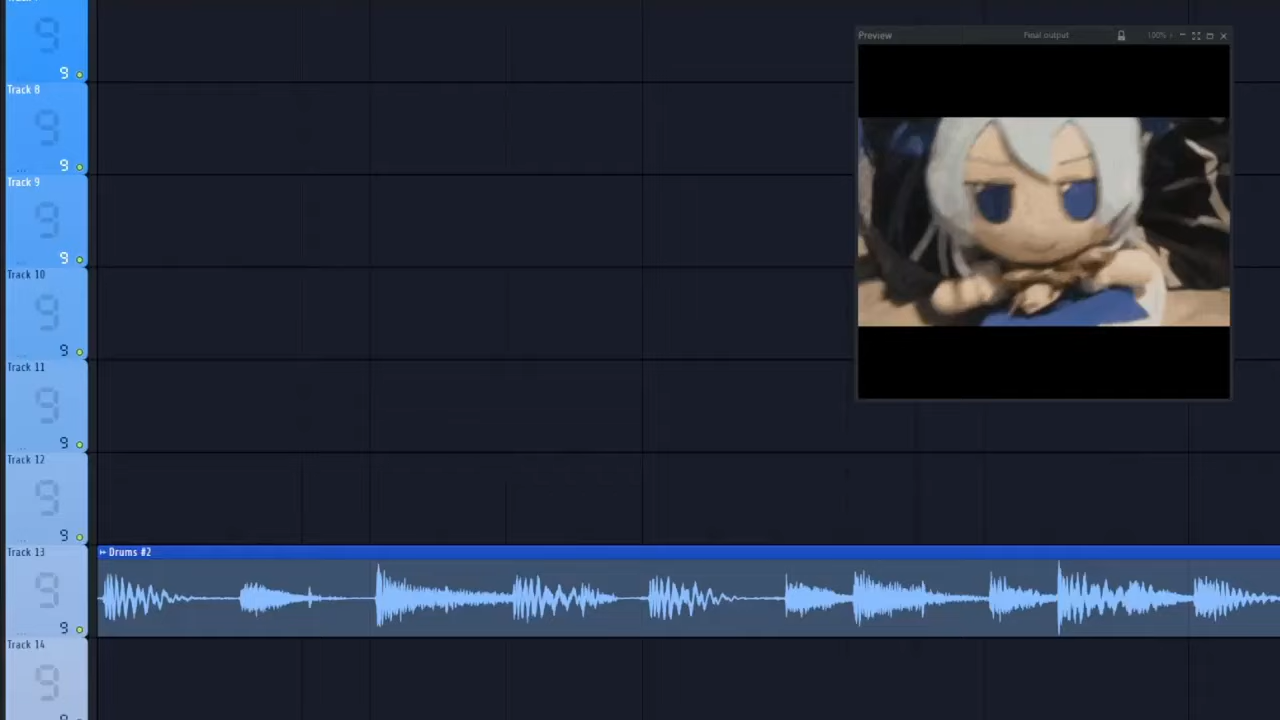 Track 8
Track 9
Track 10
Track 11
Track 12
Track 13
Track 14
Drums #2
Preview
Final output
100%